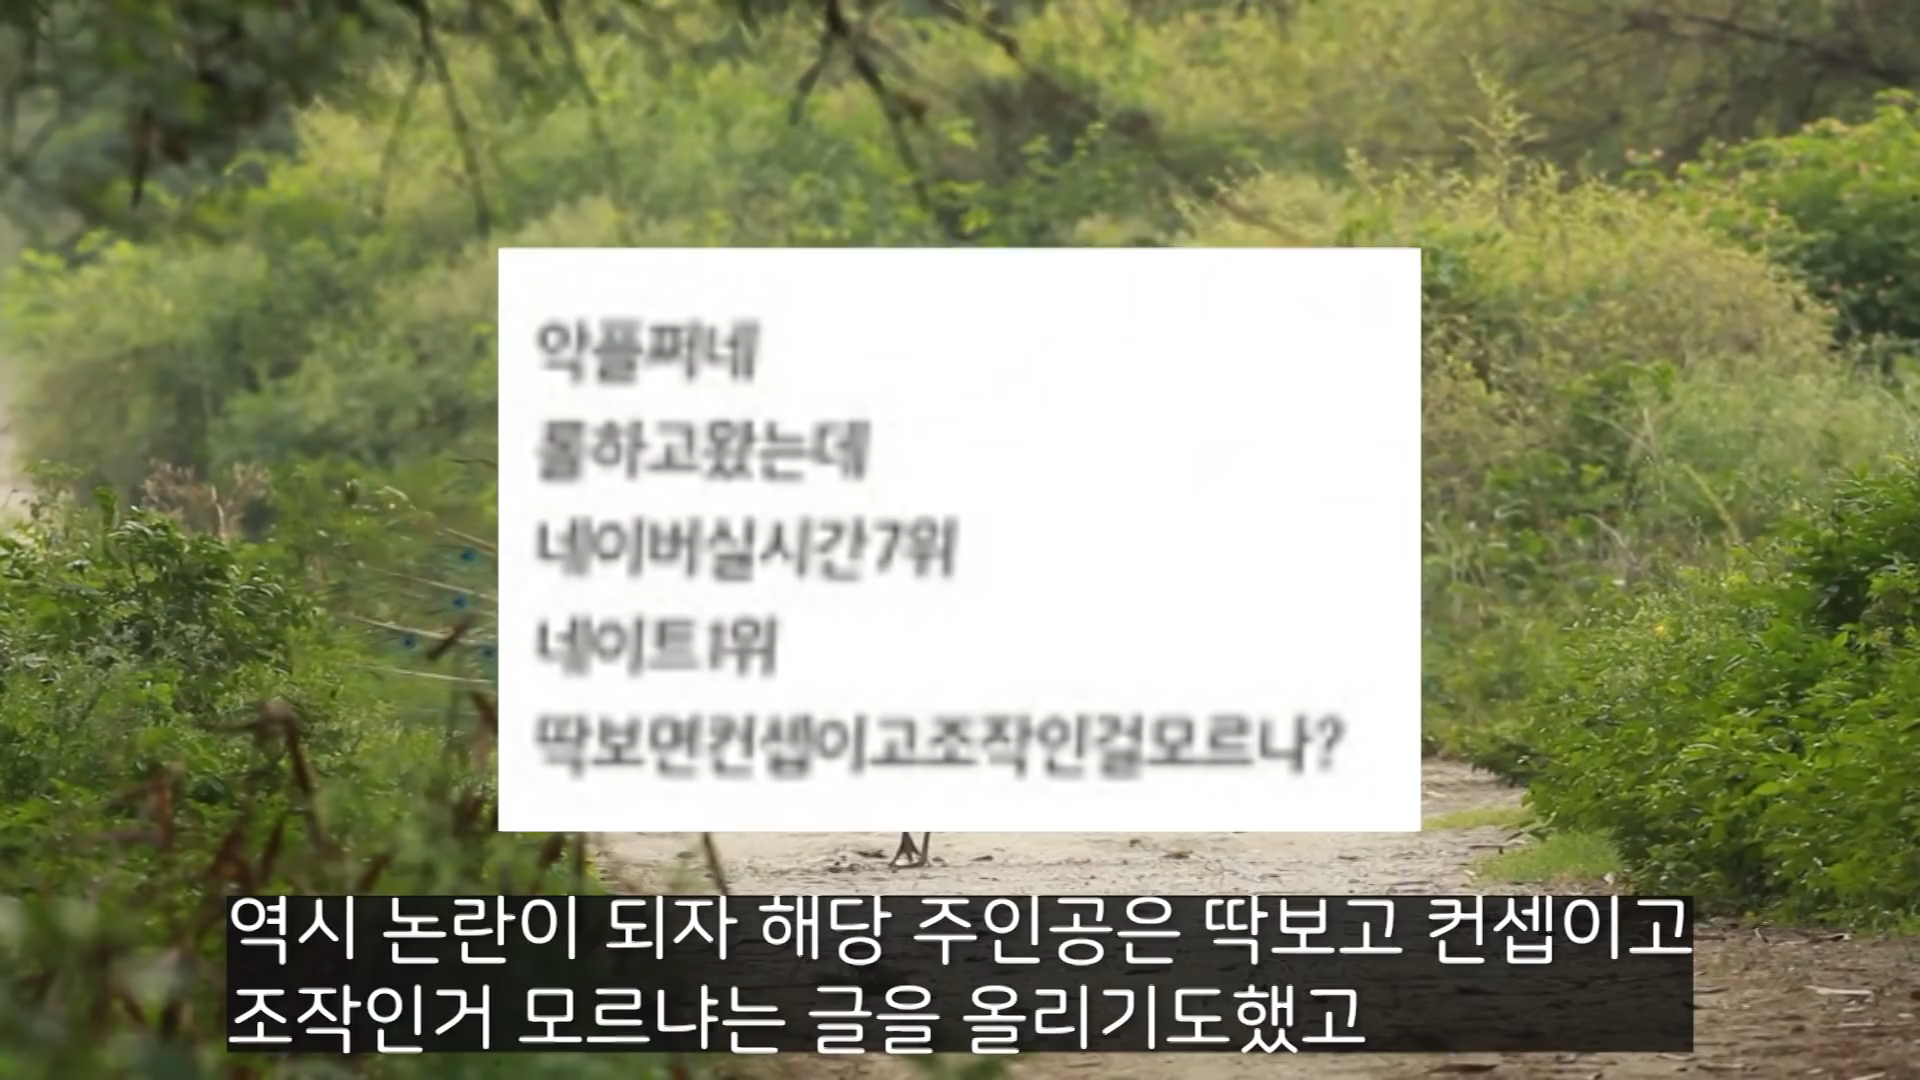 악플쩌네
롤하고왔는데
네이버실시간7위
네이트1위
딱보면컨셉이고조작인걸모르나?
역시 논란이 되자 해당 주인공은 딱보고 컨셉이고
조작인거 모르냐는 글을 올리기도했고